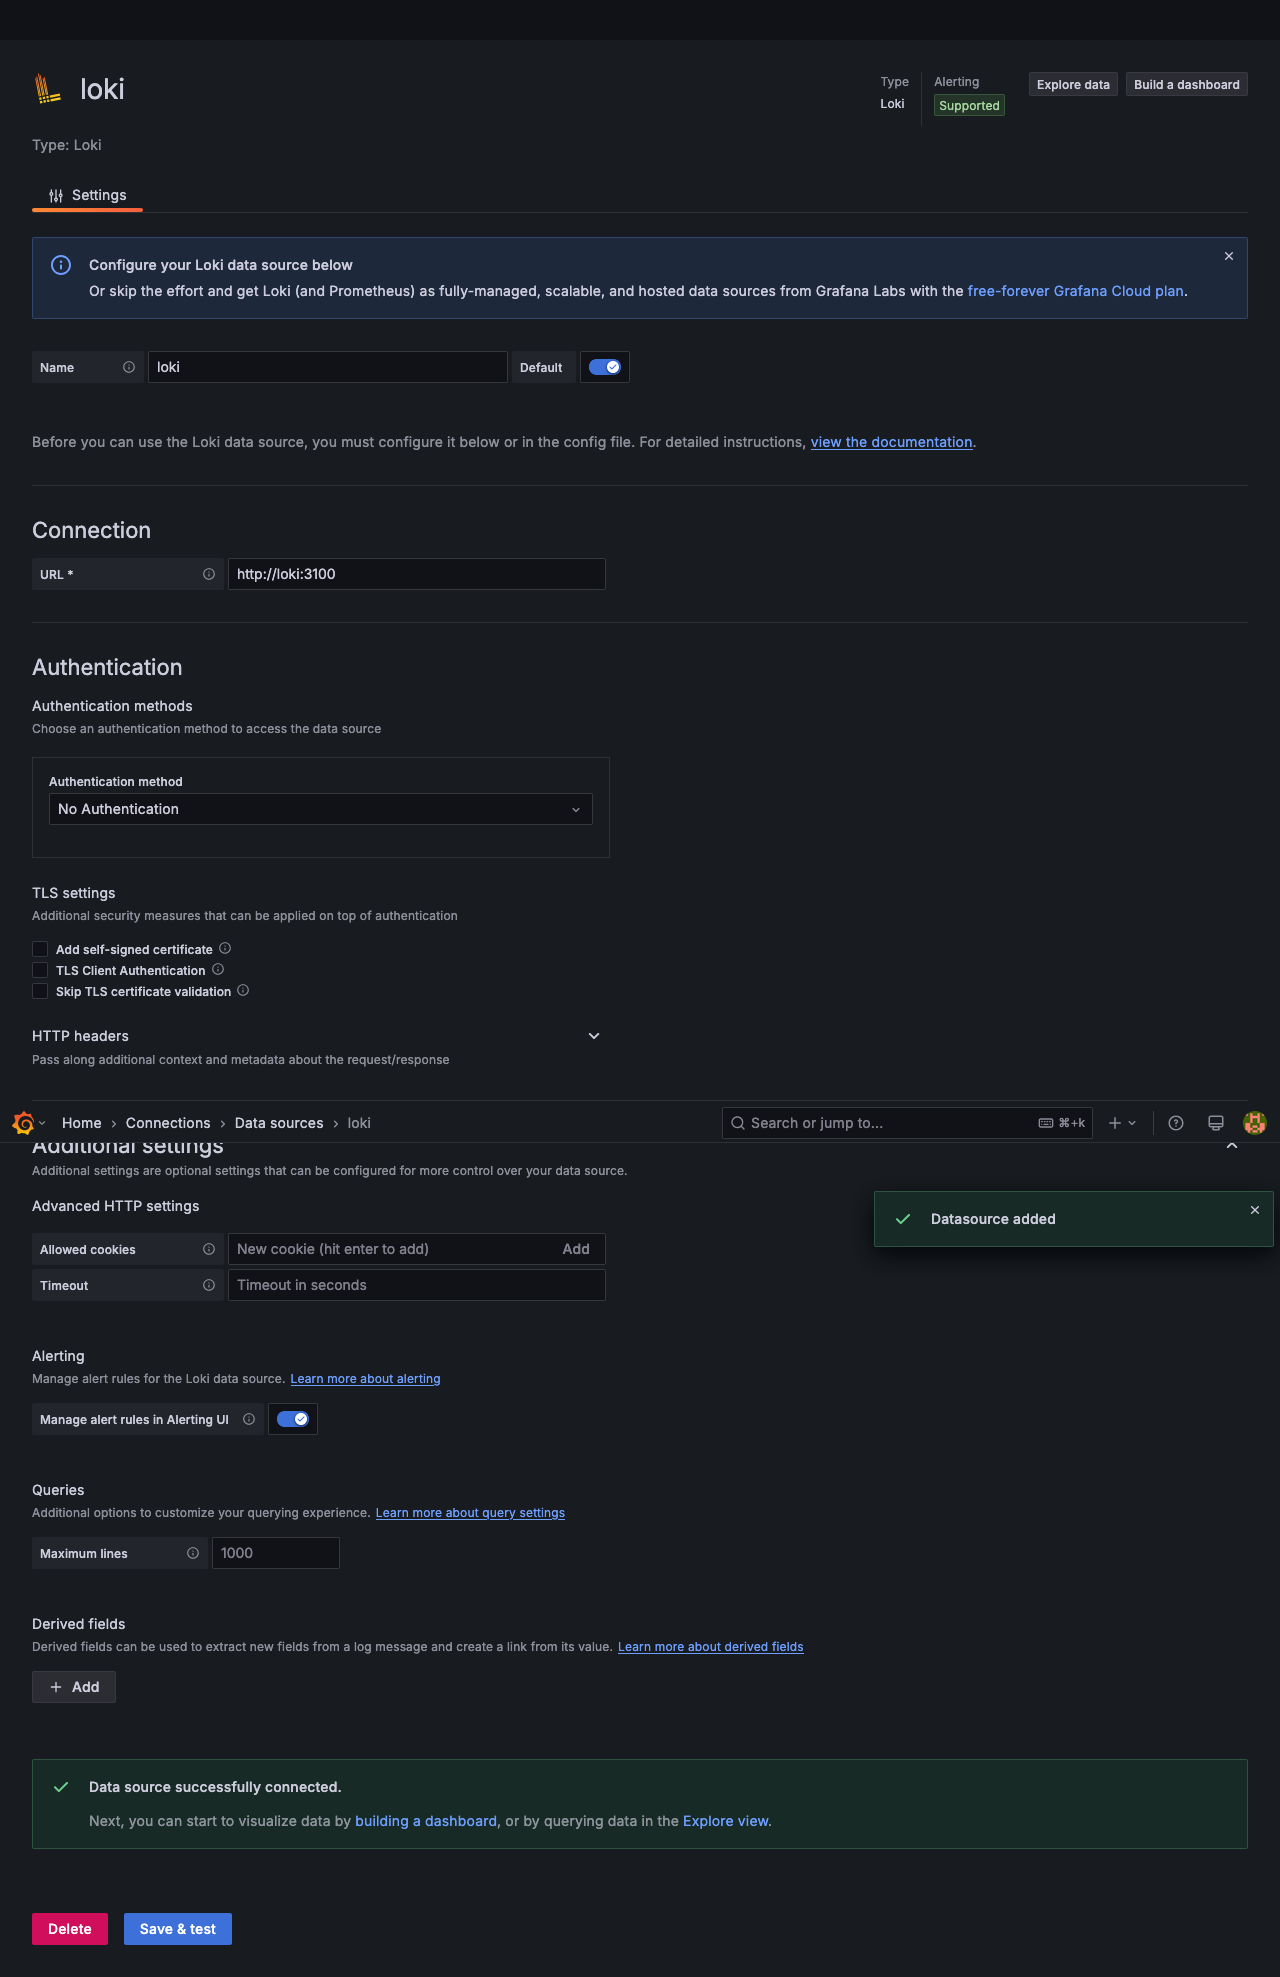 loki
Type
Loki
Alerting
Supported
Explore data
Build a dashboard
Type: Loki
Settings
Configure your Loki data source below
Or skip the effort and get Loki (and Prometheus) as fully-managed, scalable, and hosted data sources from Grafana Labs with the free-forever Grafana Cloud plan.
Name
loki
Default
Before you can use the Loki data source, you must configure it below or in the config file. For detailed instructions, view the documentation.
Connection
URL *
http://loki:3100
Authentication
Authentication methods
Choose an authentication method to access the data source
Authentication method
No Authentication
TLS settings
Additional security measures that can be applied on top of authentication
Add self-signed certificate
TLS Client Authentication
Skip TLS certificate validation
HTTP headers
Pass along additional context and metadata about the request/response
Home › Connections › Data sources › loki
Search or jump to...
⌘+k
Additional settings
Additional settings are optional settings that can be configured for more control over your data source.
Advanced HTTP settings
Datasource added
Allowed cookies
New cookie (hit enter to add)
Add
Timeout
Timeout in seconds
Alerting
Manage alert rules for the Loki data source. Learn more about alerting
Manage alert rules in Alerting UI
Queries
Additional options to customize your querying experience. Learn more about query settings
Maximum lines
1000
Derived fields
Derived fields can be used to extract new fields from a log message and create a link from its value. Learn more about derived fields
+ Add
Data source successfully connected.
Next, you can start to visualize data by building a dashboard, or by querying data in the Explore view.
Delete
Save & test